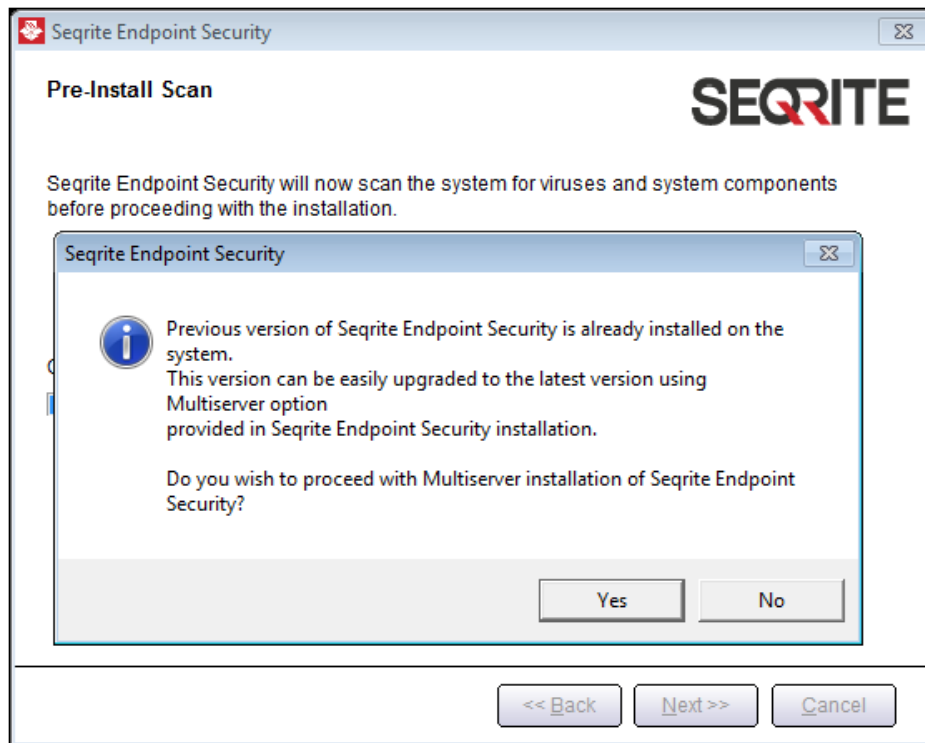 Seqrite Endpoint Security
Pre-Install Scan
SEQRITE
Seqrite Endpoint Security will now scan the system for viruses and system components
before proceeding with the installation.
Seqrite Endpoint Security
Previous version of Seqrite Endpoint Security is already installed on the
system.
This version can be easily upgraded to the latest version using
Multiserver option
provided in Seqrite Endpoint Security installation.
Do you wish to proceed with Multiserver installation of Seqrite Endpoint
Security?
Yes
No
<< Back
Next >>
Cancel